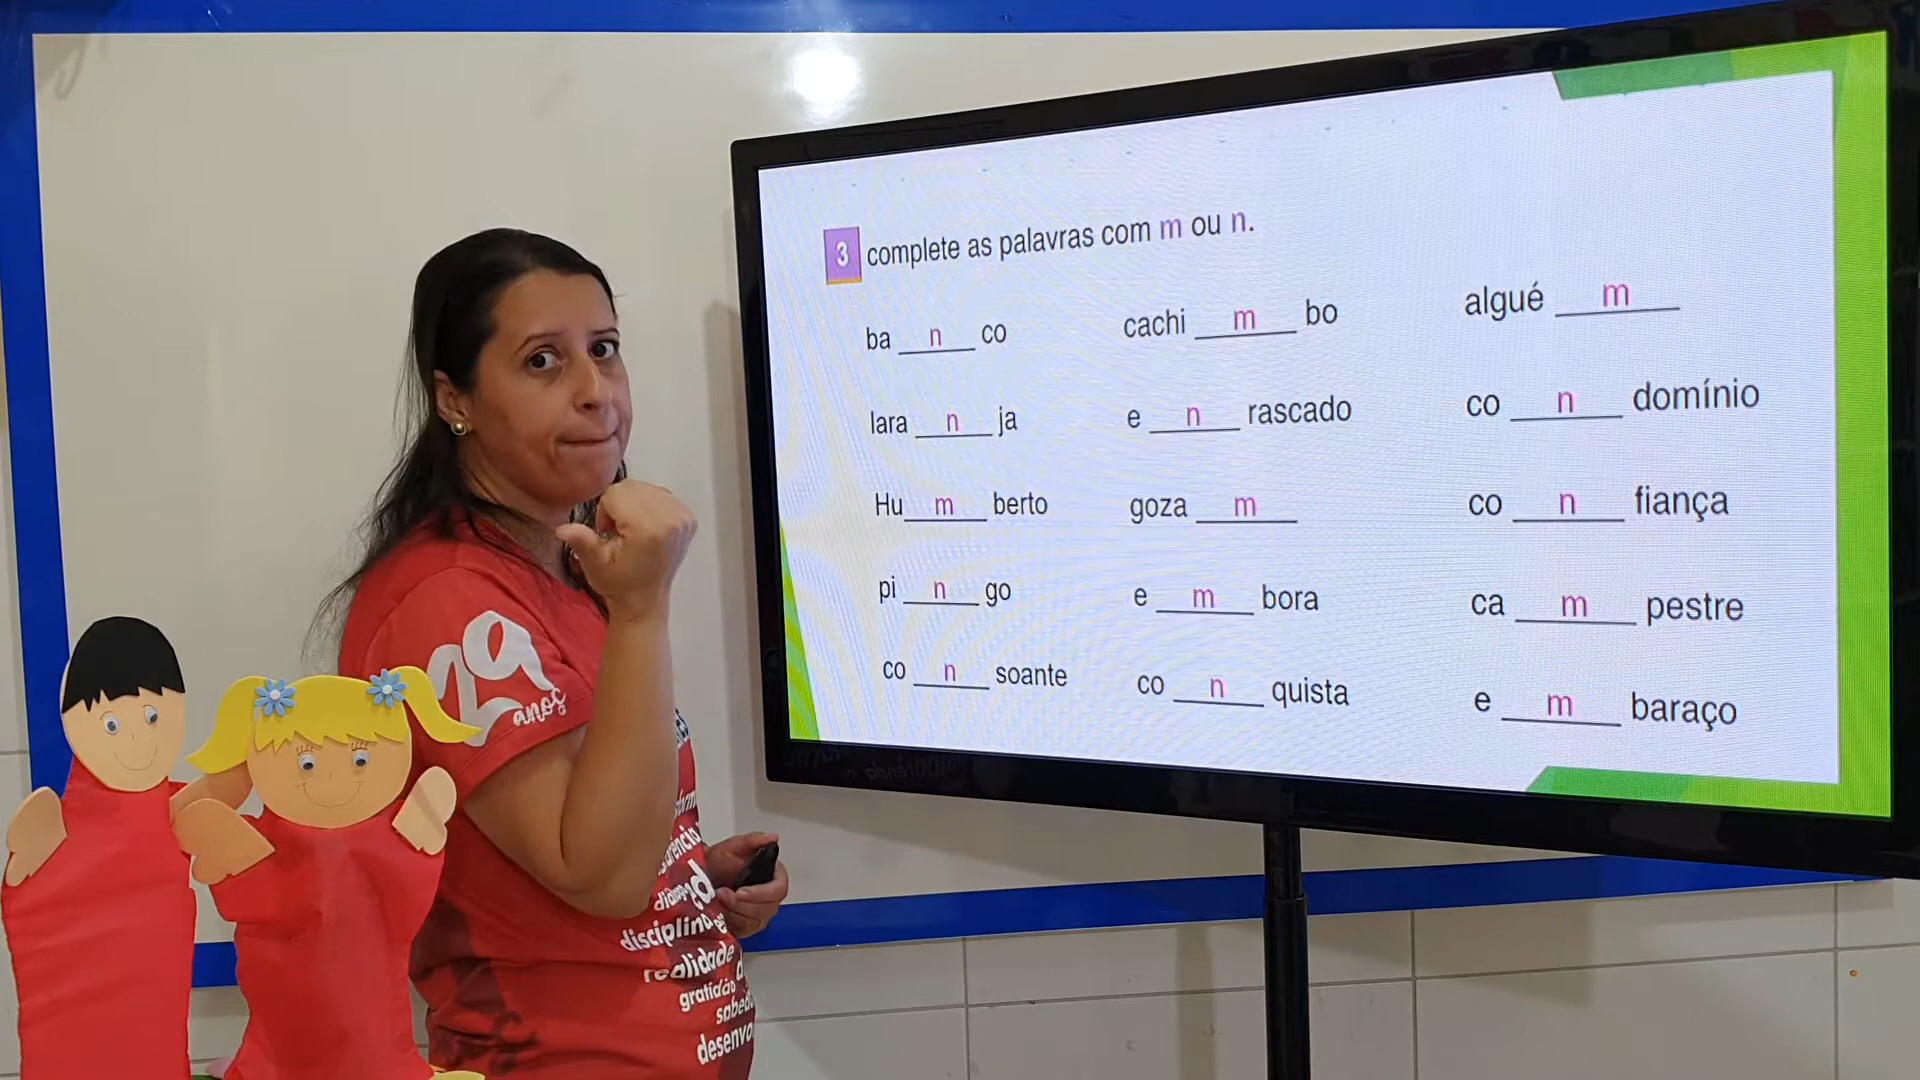 3 complete as palavras com m ou n.
ba n co cachi m bo algué m
lara n ja e n rascado co n domínio
Hu m berto goza m co n fiança
pi n go e m bora ca m pestre
co n soante co n quista e m baraço
29
anos
disciplina
realidade
gratidão